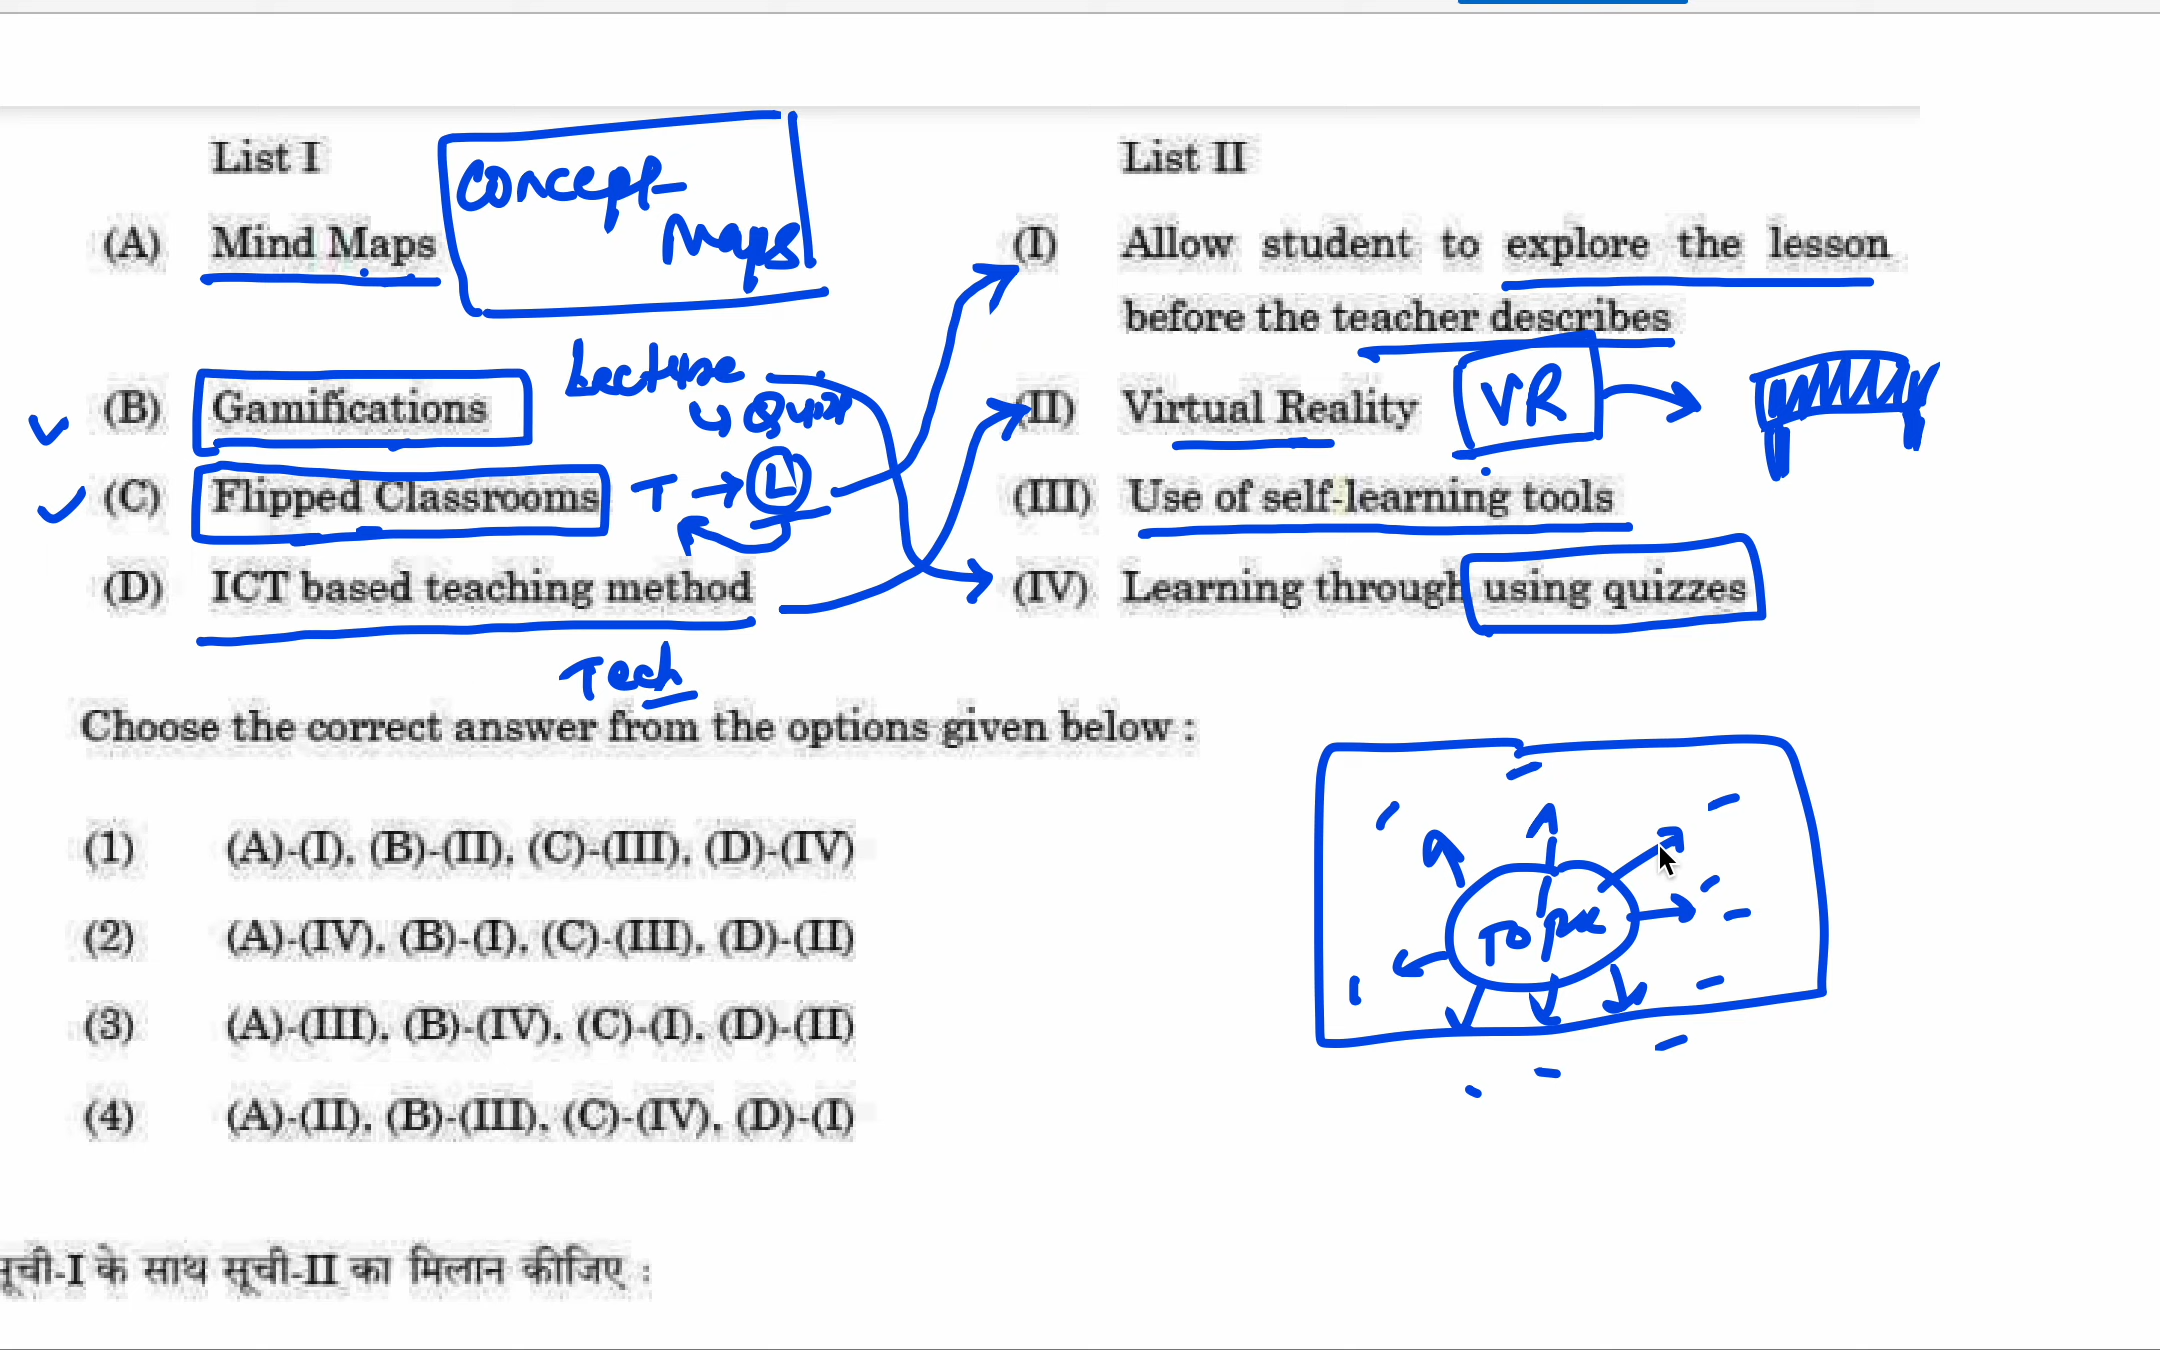 List I
List II
concept
Maps
(A) Mind Maps
(I) Allow student to explore the lesson
before the teacher describes
Lecture
(B) Gamifications
Quiz
(II) Virtual Reality
VR
(C) Flipped Classrooms
T → L
(III) Use of self-learning tools
(D) ICT based teaching method
(IV) Learning through using quizzes
Tech
Choose the correct answer from the options given below :
(1) (A)-(I), (B)-(II), (C)-(III), (D)-(IV)
(2) (A)-(IV), (B)-(I), (C)-(III), (D)-(II)
Topic
(3) (A)-(III), (B)-(IV), (C)-(I), (D)-(II)
(4) (A)-(II), (B)-(III), (C)-(IV), (D)-(I)
सूची-I के साथ सूची-II का मिलान कीजिए :